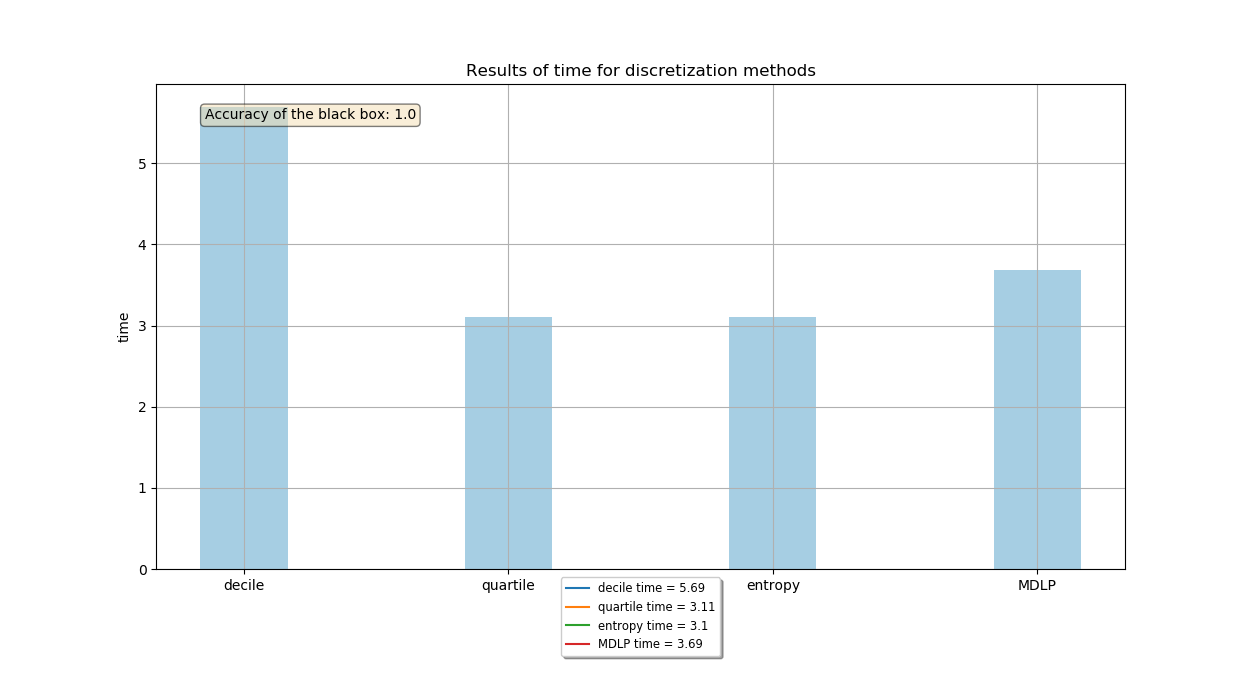 Results of time for discretization methods
Accuracy of the black box: 1.0
5
4
3
2
1
0
time
decile
quartile
entropy
MDLP
decile time = 5.69
quartile time = 3.11
entropy time = 3.1
MDLP time = 3.69